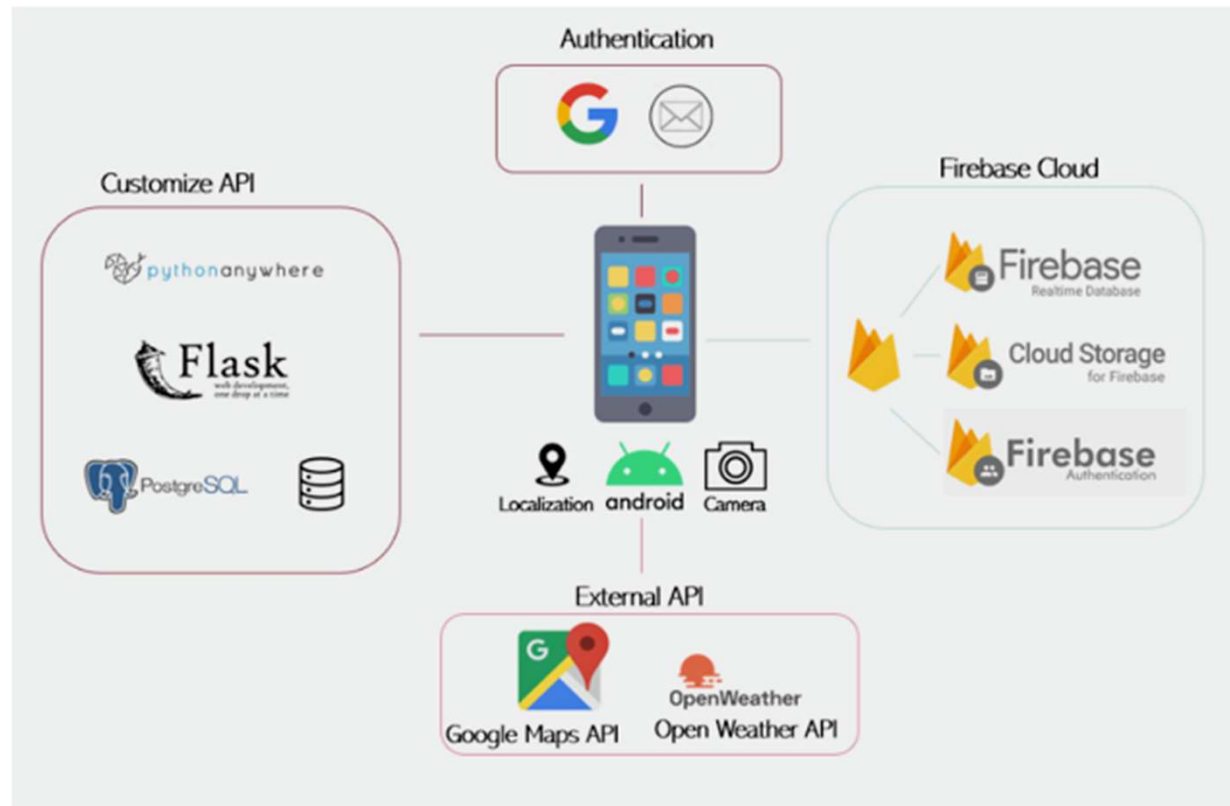 Authentication
G
Customize API
pythonanywhere
Flask
web development,
one drop at a time
PostgreSQL
Firebase Cloud
Firebase
Realtime Database
Cloud Storage
for Firebase
Firebase
Authentication
Localization
android
Camera
External API
G
Google Maps API
OpenWeather
Open Weather API